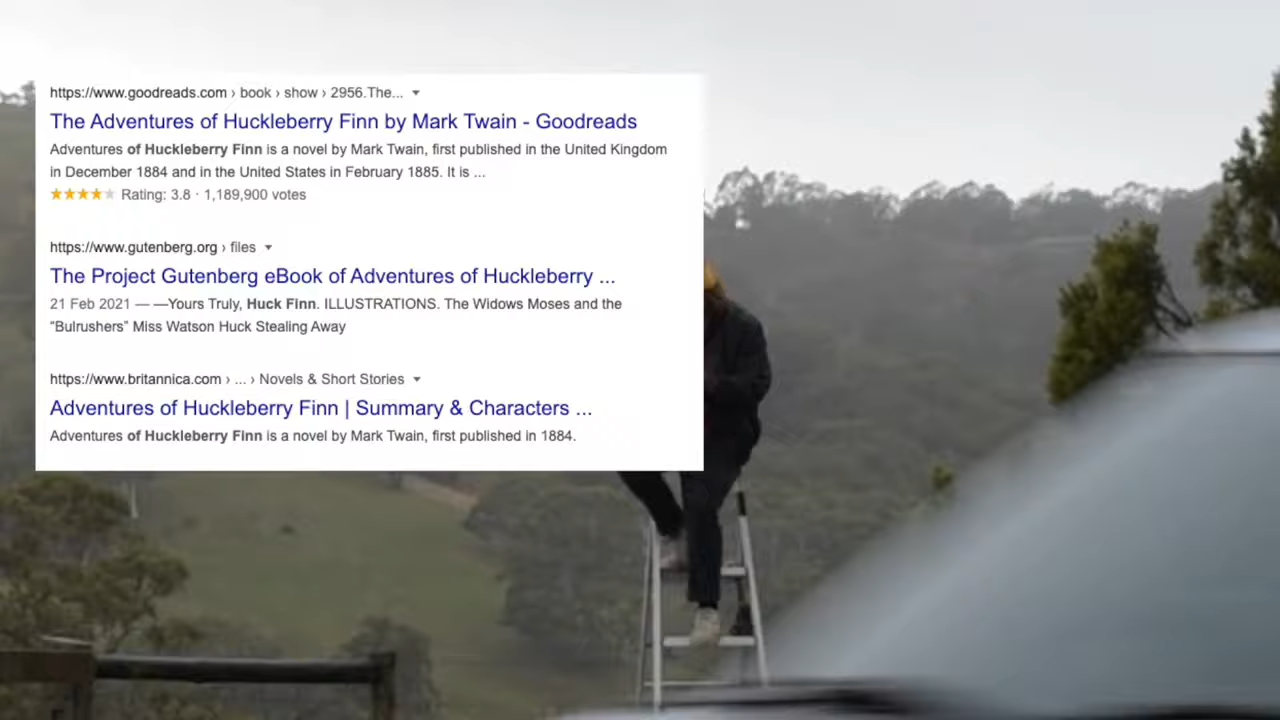 https://www.goodreads.com › book › show › 2956.The...
The Adventures of Huckleberry Finn by Mark Twain - Goodreads
Adventures of Huckleberry Finn is a novel by Mark Twain, first published in the United Kingdom
in December 1884 and in the United States in February 1885. It is ...
Rating: 3.8 · 1,189,900 votes
https://www.gutenberg.org › files
The Project Gutenberg eBook of Adventures of Huckleberry ...
21 Feb 2021 — —Yours Truly, Huck Finn. ILLUSTRATIONS. The Widows Moses and the
“Bulrushers” Miss Watson Huck Stealing Away
https://www.britannica.com › ... › Novels & Short Stories
Adventures of Huckleberry Finn | Summary & Characters ...
Adventures of Huckleberry Finn is a novel by Mark Twain, first published in 1884.